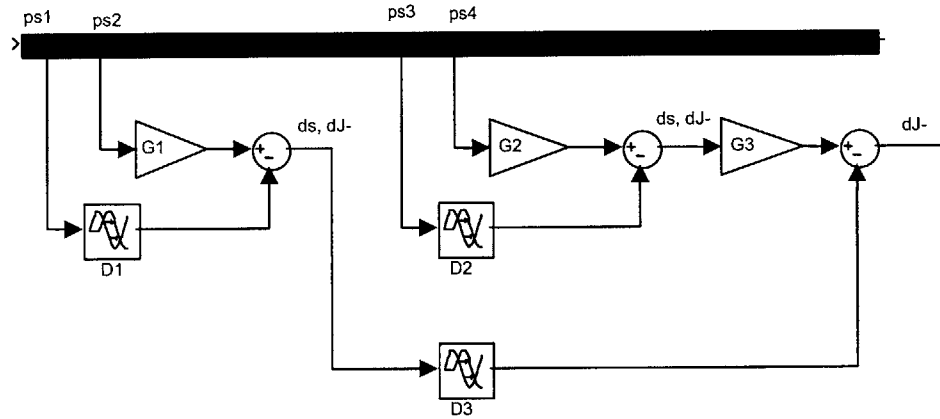 ps1
ps2
ps3
ps4
G1
ds, dJ-
G2
ds, dJ-
G3
dJ-
D1
D2
D3